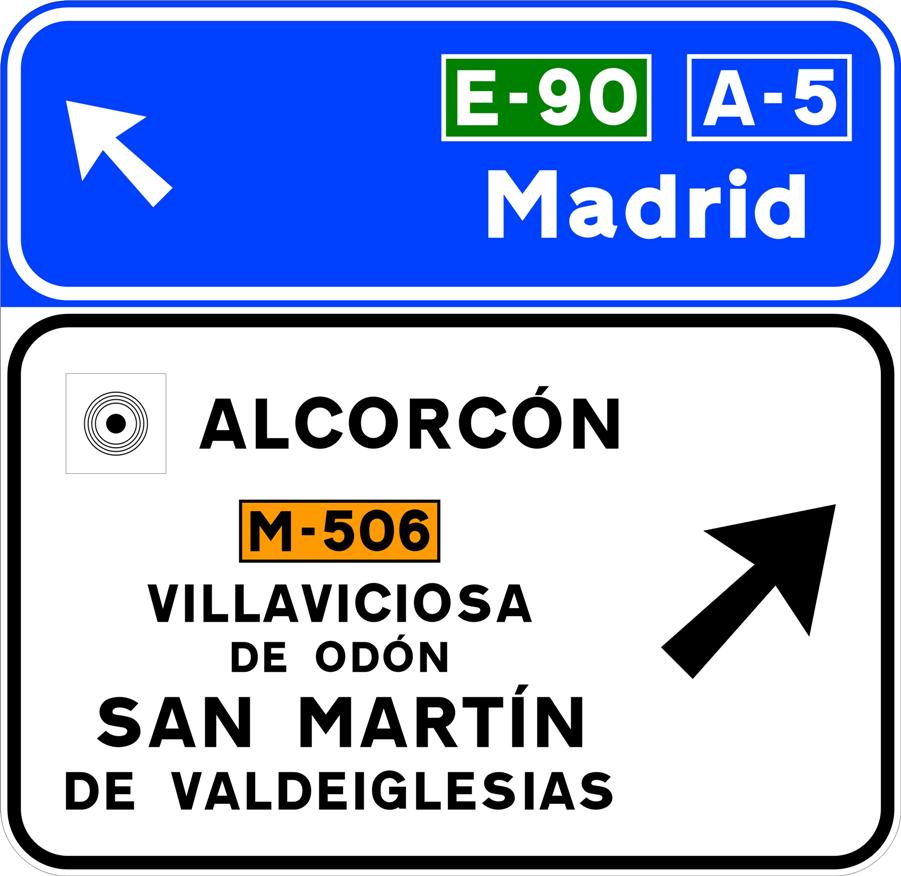 E-90 A-5
Madrid
ALCORCÓN
M-506
VILLAVICIOSA
DE ODÓN
SAN MARTÍN
DE VALDEIGLESIAS